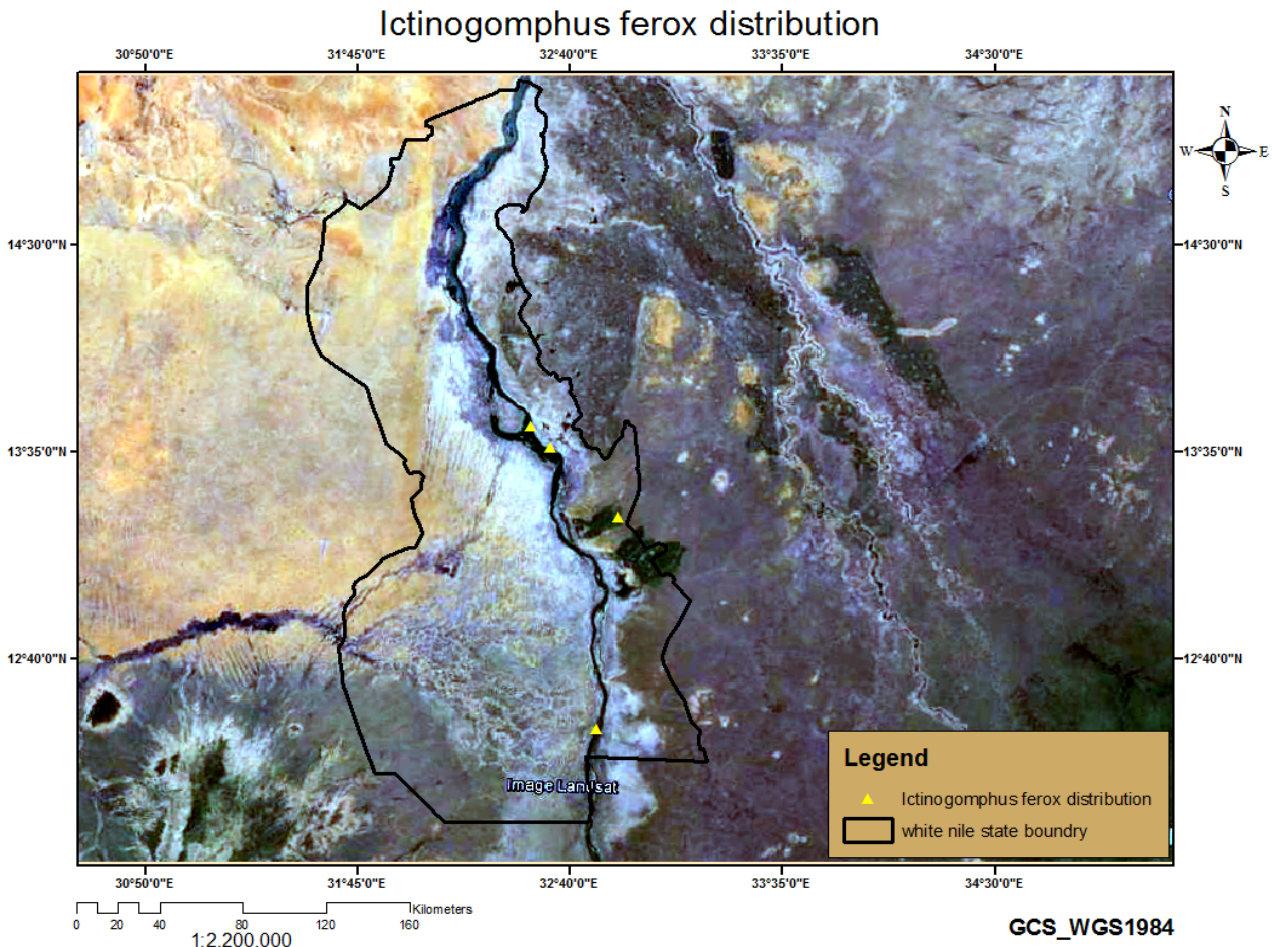 Ictinogomphus ferox distribution
30°50'0"E 31°45'0"E 32°40'0"E 33°35'0"E 34°30'0"E
N
W E
S
14°30'0"N 14°30'0"N
13°35'0"N 13°35'0"N
12°40'0"N 12°40'0"N
Image Landsat
Legend
Ictinogomphus ferox distribution
white nile state boundry
30°50'0"E 31°45'0"E 32°40'0"E 33°35'0"E 34°30'0"E
Kilometers
0 20 40 80 120 160
1:2,200,000
GCS_WGS1984